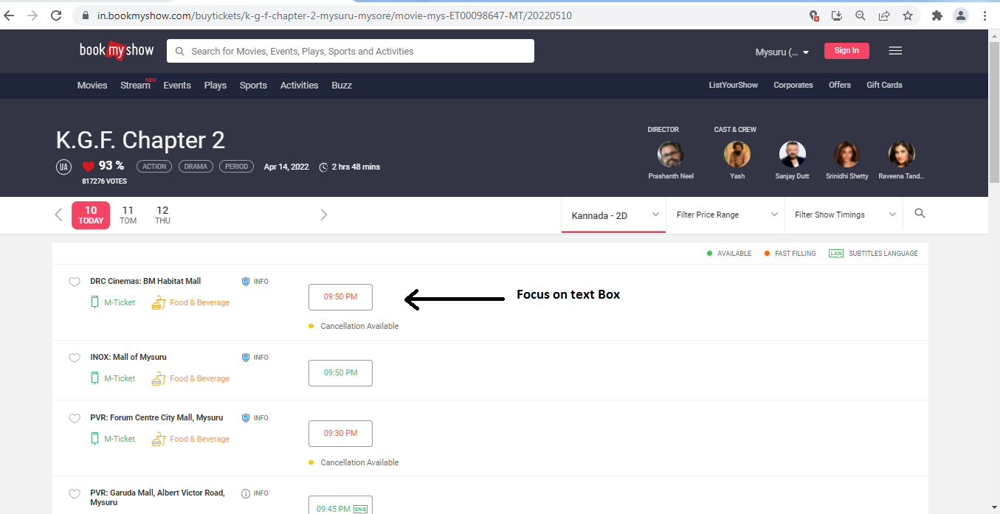 in.bookmyshow.com/buytickets/k-g-f-chapter-2-mysuru-mysore/movie-mys-ET00098647-MT/20220510
book my show
Search for Movies, Events, Plays, Sports and Activities
Mysuru (...
Sign In
Movies Stream NEW Events Plays Sports Activities Buzz
ListYourShow Corporates Offers Gift Cards
K.G.F. Chapter 2
UA 93 % ACTION DRAMA PERIOD Apr 14, 2022 2 hrs 48 mins
817276 VOTES
DIRECTOR CAST & CREW
Prashanth Neel Yash Sanjay Dutt Srinidhi Shetty Raveena Tand...
10 11 12
TODAY TOM THU
Kannada - 2D Filter Price Range Filter Show Timings
AVAILABLE FAST FILLING LAN SUBTITLES LANGUAGE
DRC Cinemas: BM Habitat Mall INFO
M-Ticket Food & Beverage
09:50 PM
Cancellation Available
Focus on text Box
INOX: Mall of Mysuru INFO
M-Ticket Food & Beverage
09:50 PM
PVR: Forum Centre City Mall, Mysuru INFO
M-Ticket Food & Beverage
09:30 PM
Cancellation Available
PVR: Garuda Mall, Albert Victor Road, INFO
Mysuru
09:45 PM ENG